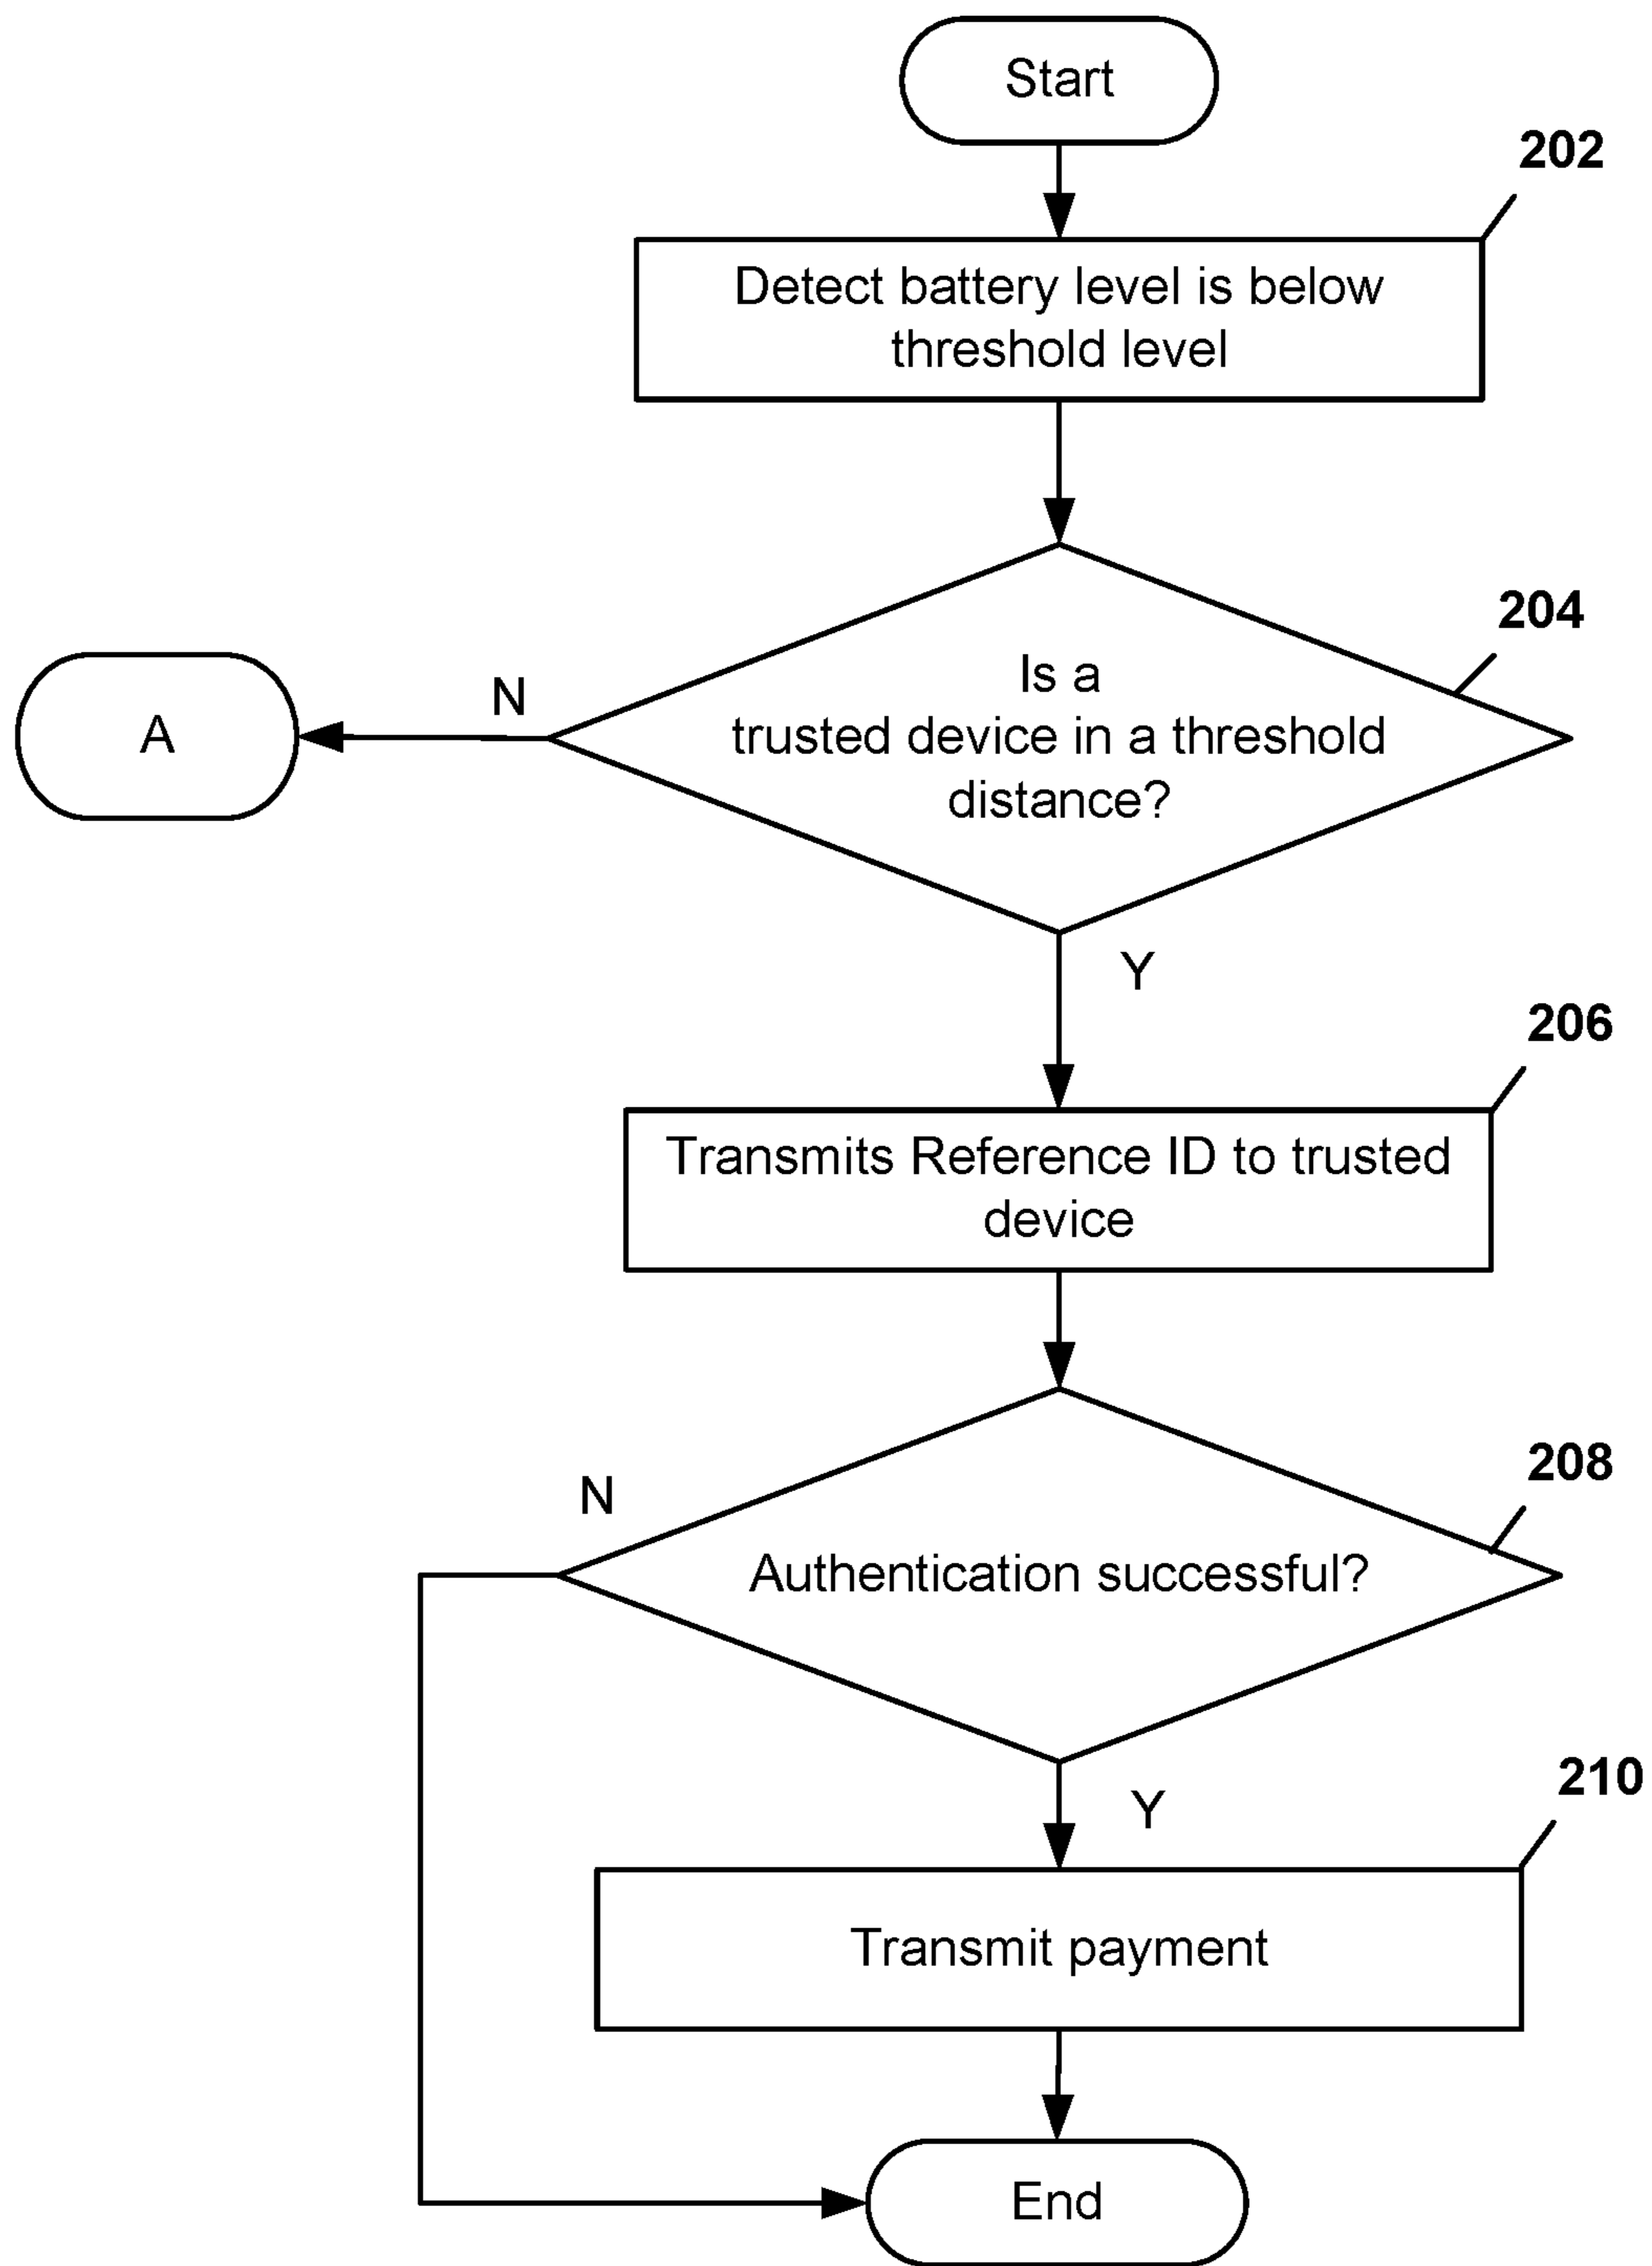 Start
202
Detect battery level is below
threshold level
204
Is a
trusted device in a threshold
distance?
N
A
Y
206
Transmits Reference ID to trusted
device
208
N
Authentication successful?
Y
210
Transmit payment
End